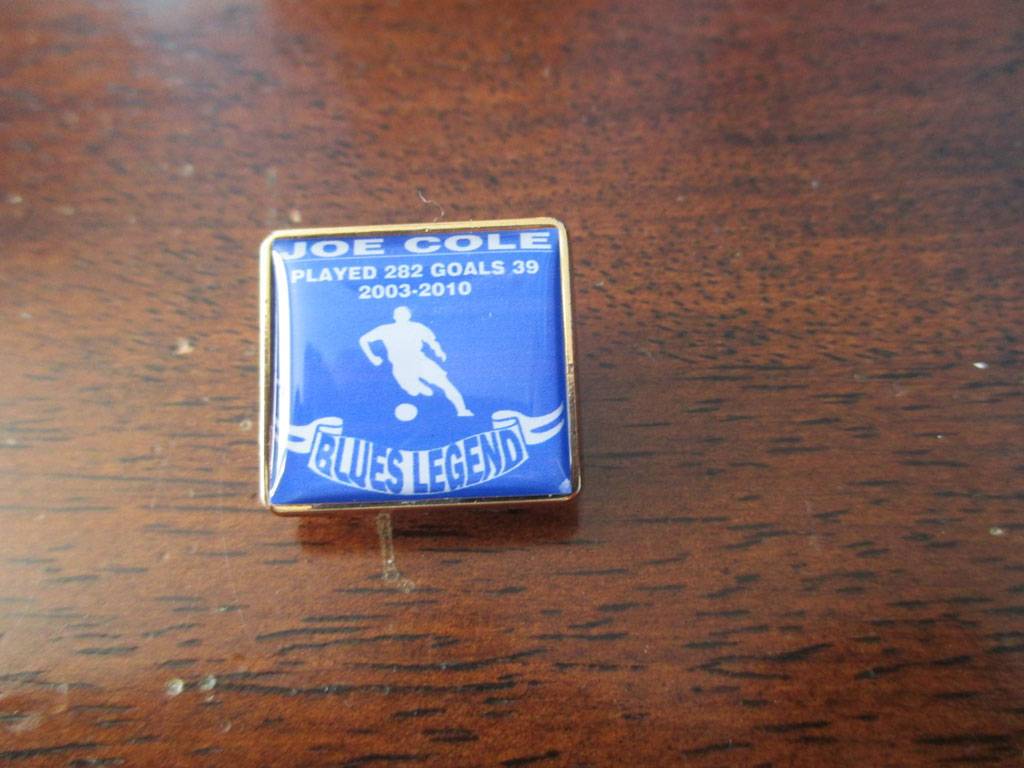 JOE COLE
PLAYED 282 GOALS 39
2003-2010
BLUES LEGEND